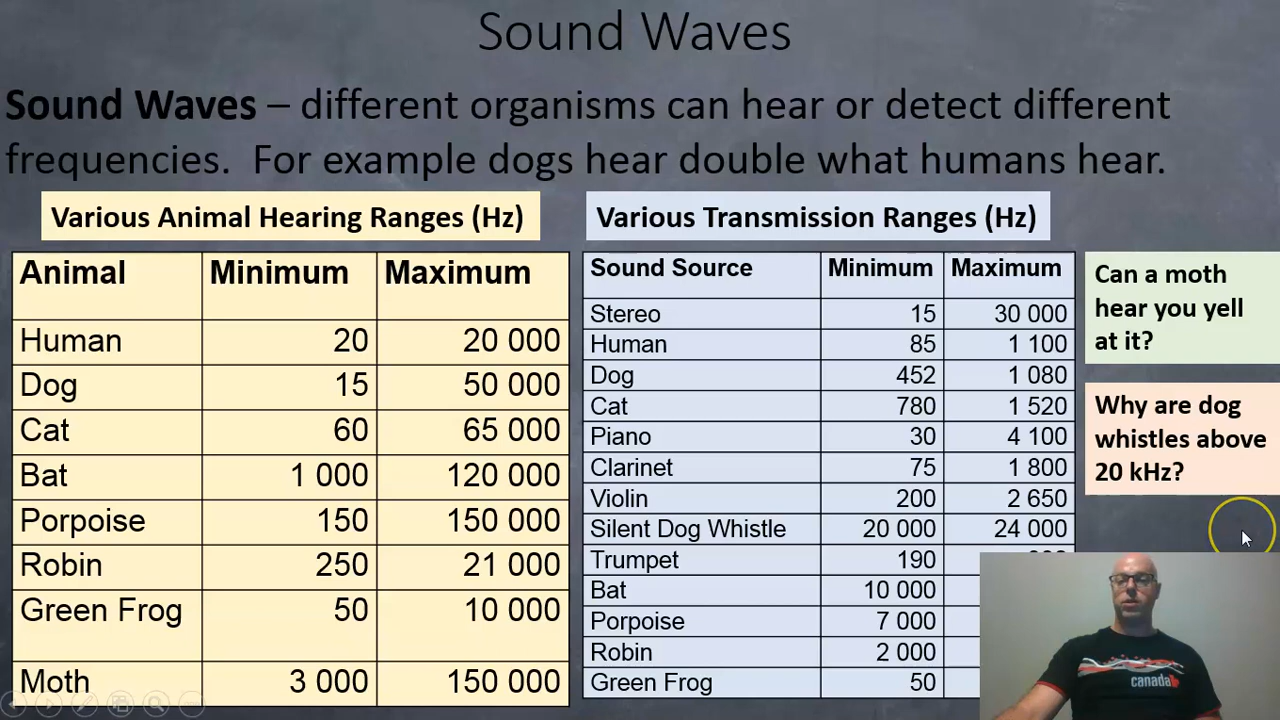 Sound Waves
Sound Waves – different organisms can hear or detect different
frequencies.  For example dogs hear double what humans hear.
Various Animal Hearing Ranges (Hz)
Animal Minimum Maximum
Human 20 20 000
Dog 15 50 000
Cat 60 65 000
Bat 1 000 120 000
Porpoise 150 150 000
Robin 250 21 000
Green Frog 50 10 000
Moth 3 000 150 000
Various Transmission Ranges (Hz)
Sound Source Minimum Maximum
Stereo 15 30 000
Human 85 1 100
Dog 452 1 080
Cat 780 1 520
Piano 30 4 100
Clarinet 75 1 800
Violin 200 2 650
Silent Dog Whistle 20 000 24 000
Trumpet 190
Bat 10 000
Porpoise 7 000
Robin 2 000
Green Frog 50
Can a moth
hear you yell
at it?
Why are dog
whistles above
20 kHz?
canada